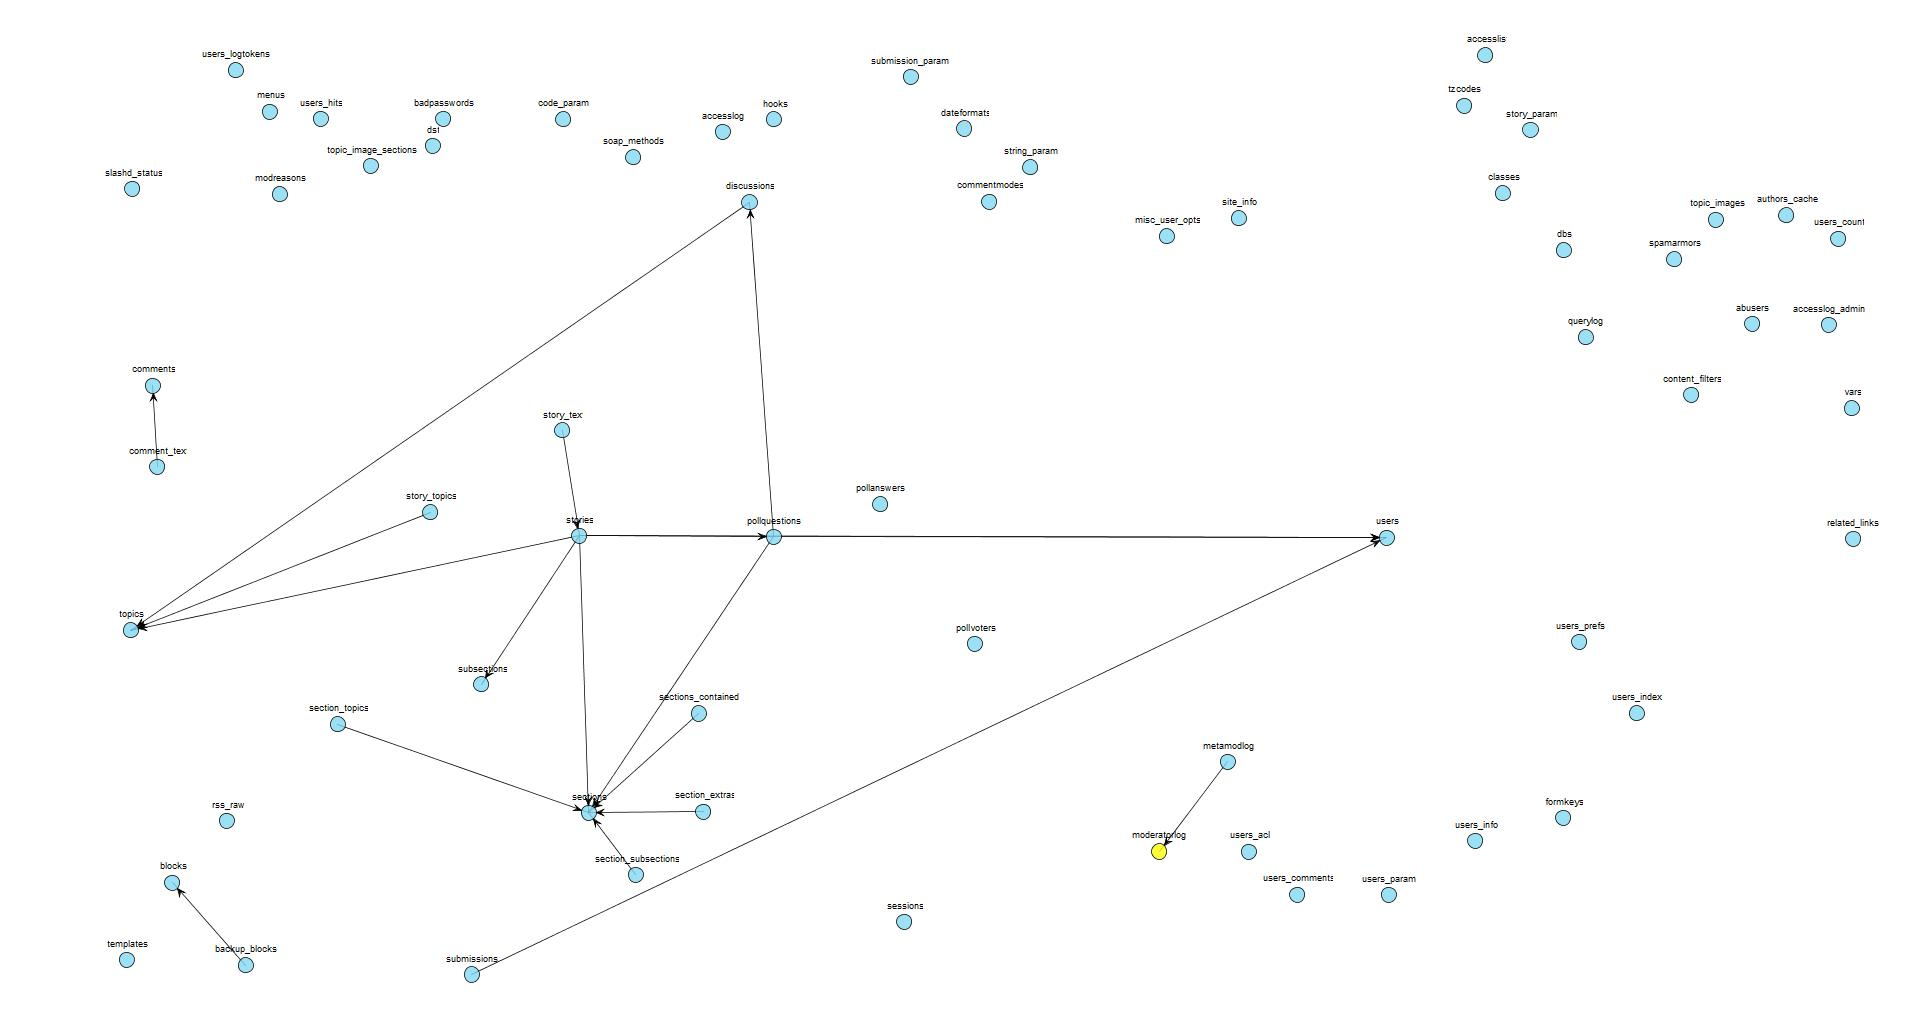 accesslis
users_logtokens
submission_param
tzcodes
menus
users_hits
badpasswords
code_param
hooks
accesslog
dateformats
story_param
dst
soap_methods
topic_image_sections
string_param
slashd_status
modreasons
discussions
commentmodes
classes
site_info
topic_images
authors_cache
misc_user_opts
users_count
dbs
spamarmors
abusers
accesslog_admin
querylog
comments
content_filters
vars
story_tex
comment_tex
story_topics
pollanswers
stories
pollquestions
users
related_links
topics
pollvoters
users_prefs
subsections
sections_contained
users_index
section_topics
metamodlog
sections
section_extras
rss_raw
formkeys
users_info
moderatorlog
users_acl
section_subsections
blocks
users_comments
users_param
sessions
templates
backup_blocks
submissions